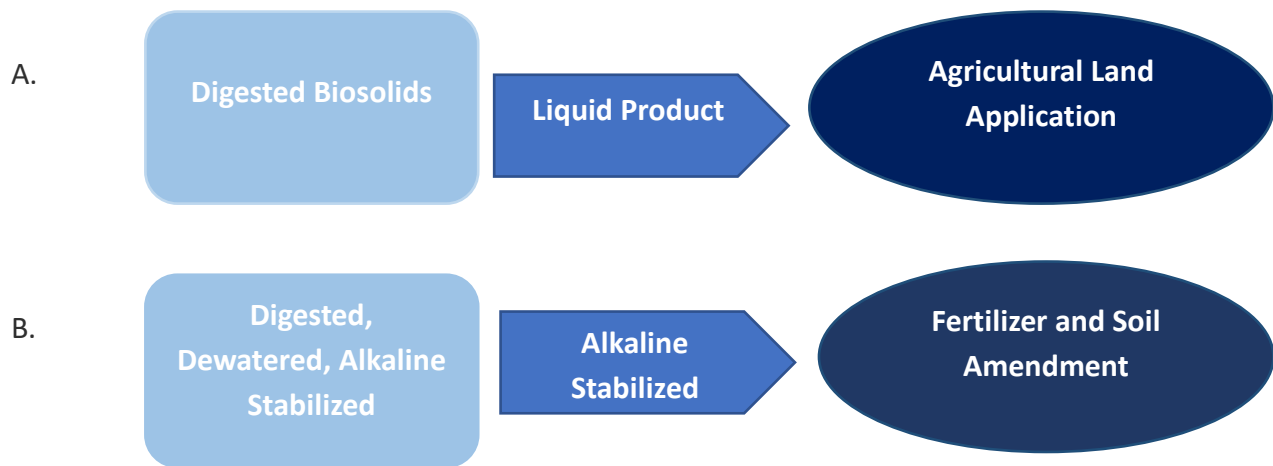 A.
Digested Biosolids
Liquid Product
Agricultural Land
Application
B.
Digested,
Dewatered, Alkaline
Stabilized
Alkaline
Stabilized
Fertilizer and Soil
Amendment